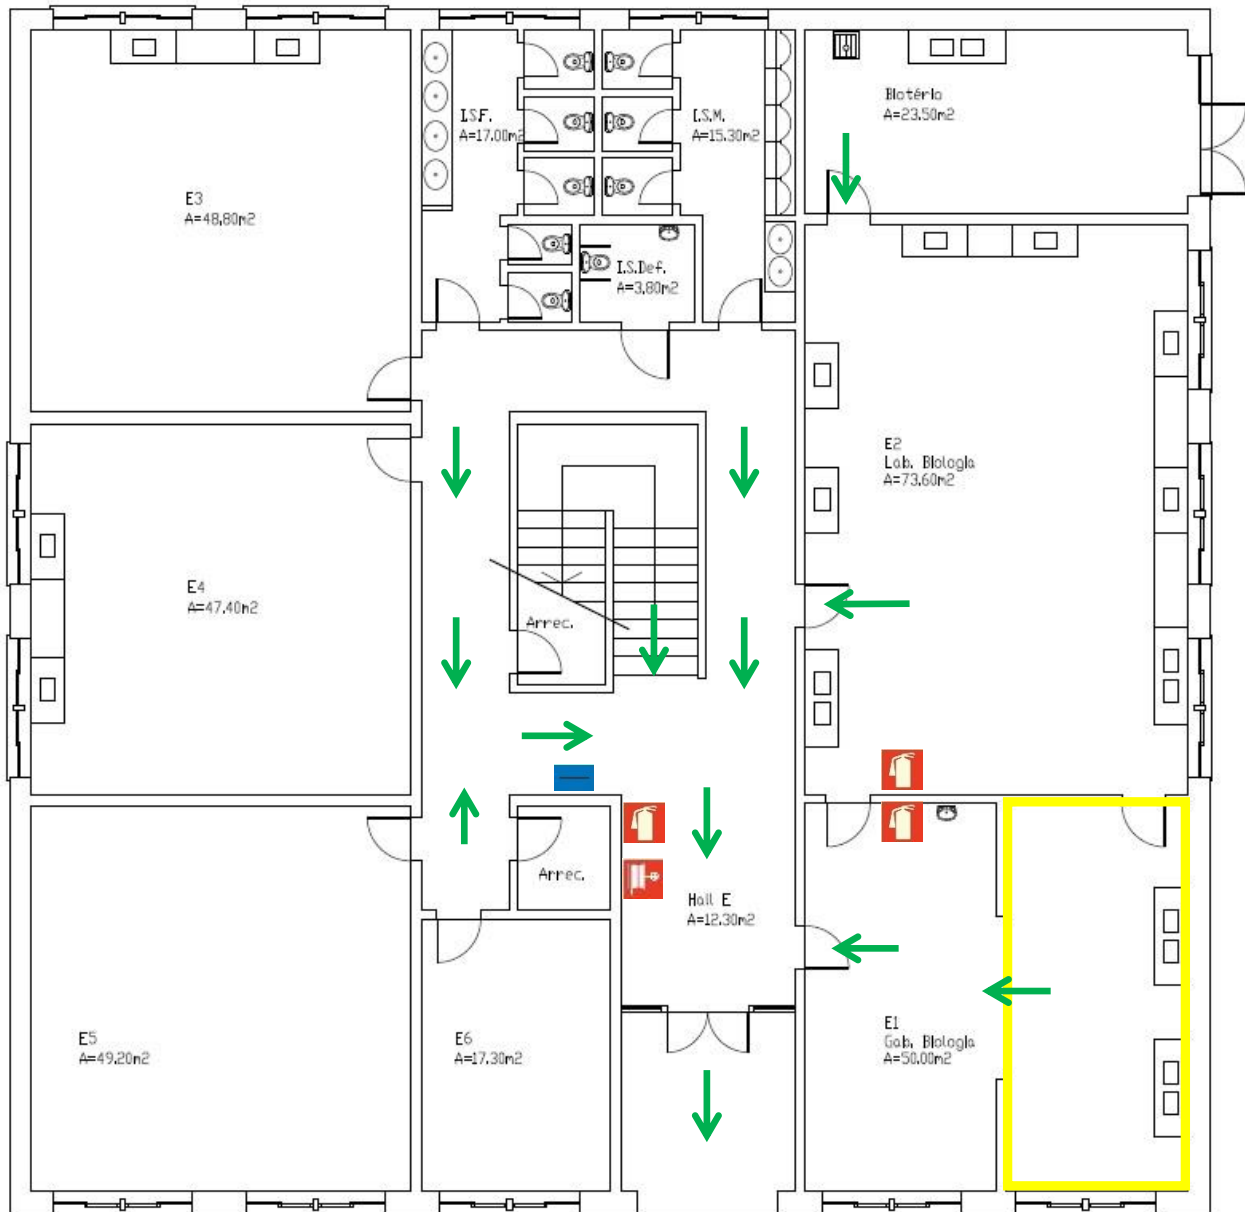 I.S.F.
A=17.00m2
I.S.M.
A=15.30m2
Biotério
A=23.50m2
E3
A=48.80m2
I.S.Def.
A=3.80m2
E2
Lab. Biologia
A=73.60m2
E4
A=47.40m2
Arrec.
Arrec.
Hall E
A=12.30m2
E5
A=49.20m2
E6
A=17.30m2
E1
Gab. Biologia
A=50.00m2